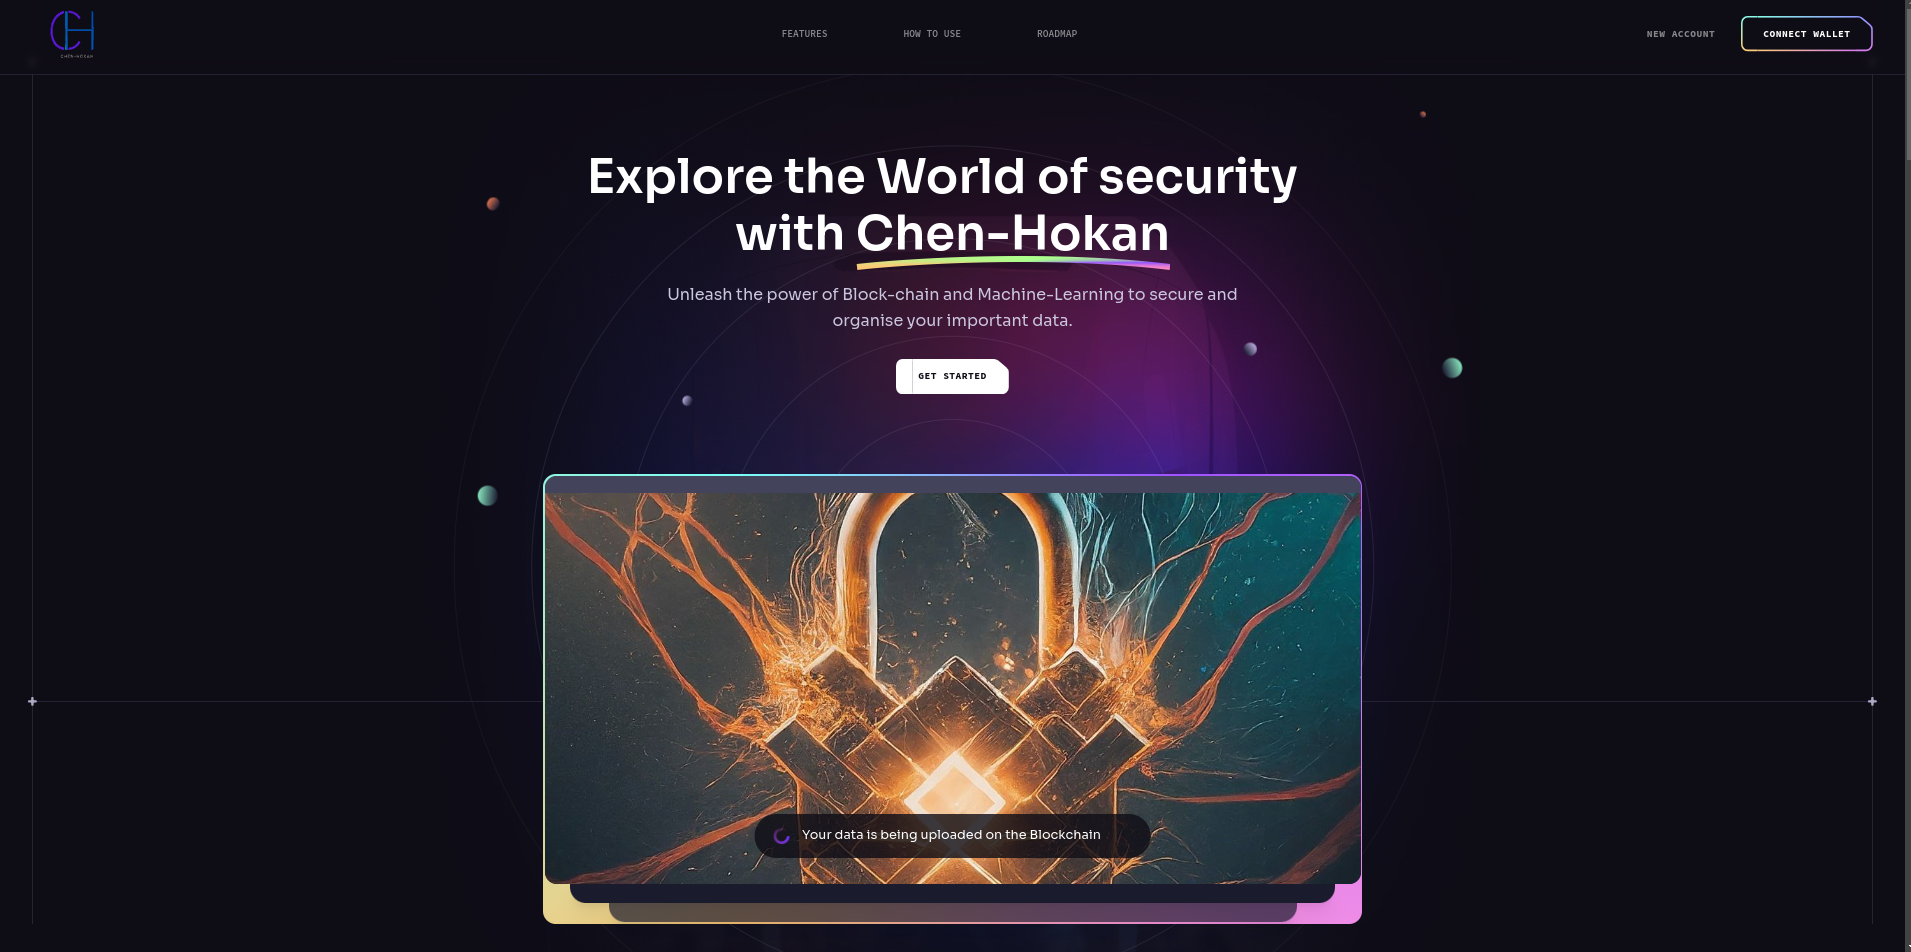 CH
CHEN-HOKAN
FEATURES
HOW TO USE
ROADMAP
NEW ACCOUNT
CONNECT WALLET
Explore the World of security
with Chen-Hokan
Unleash the power of Block-chain and Machine-Learning to secure and
organise your important data.
GET STARTED
Your data is being uploaded on the Blockchain